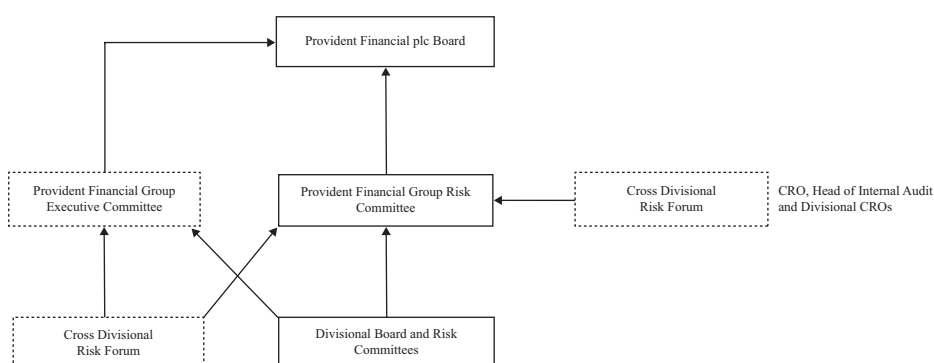 Provident Financial plc Board
Provident Financial Group
Executive Committee
Provident Financial Group Risk
Committee
Cross Divisional
Risk Forum
CRO, Head of Internal Audit
and Divisional CROs
Cross Divisional
Risk Forum
Divisional Board and Risk
Committees